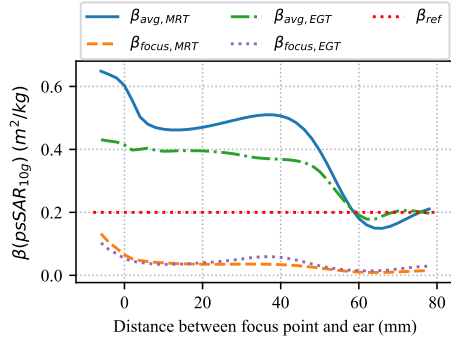 β_{avg,MRT} β_{avg,EGT} β_{ref}
β_{focus,MRT} β_{focus,EGT}
β(psSAR_{10g}) (m²/kg)
0.6
0.4
0.2
0.0
0 20 40 60 80
Distance between focus point and ear (mm)